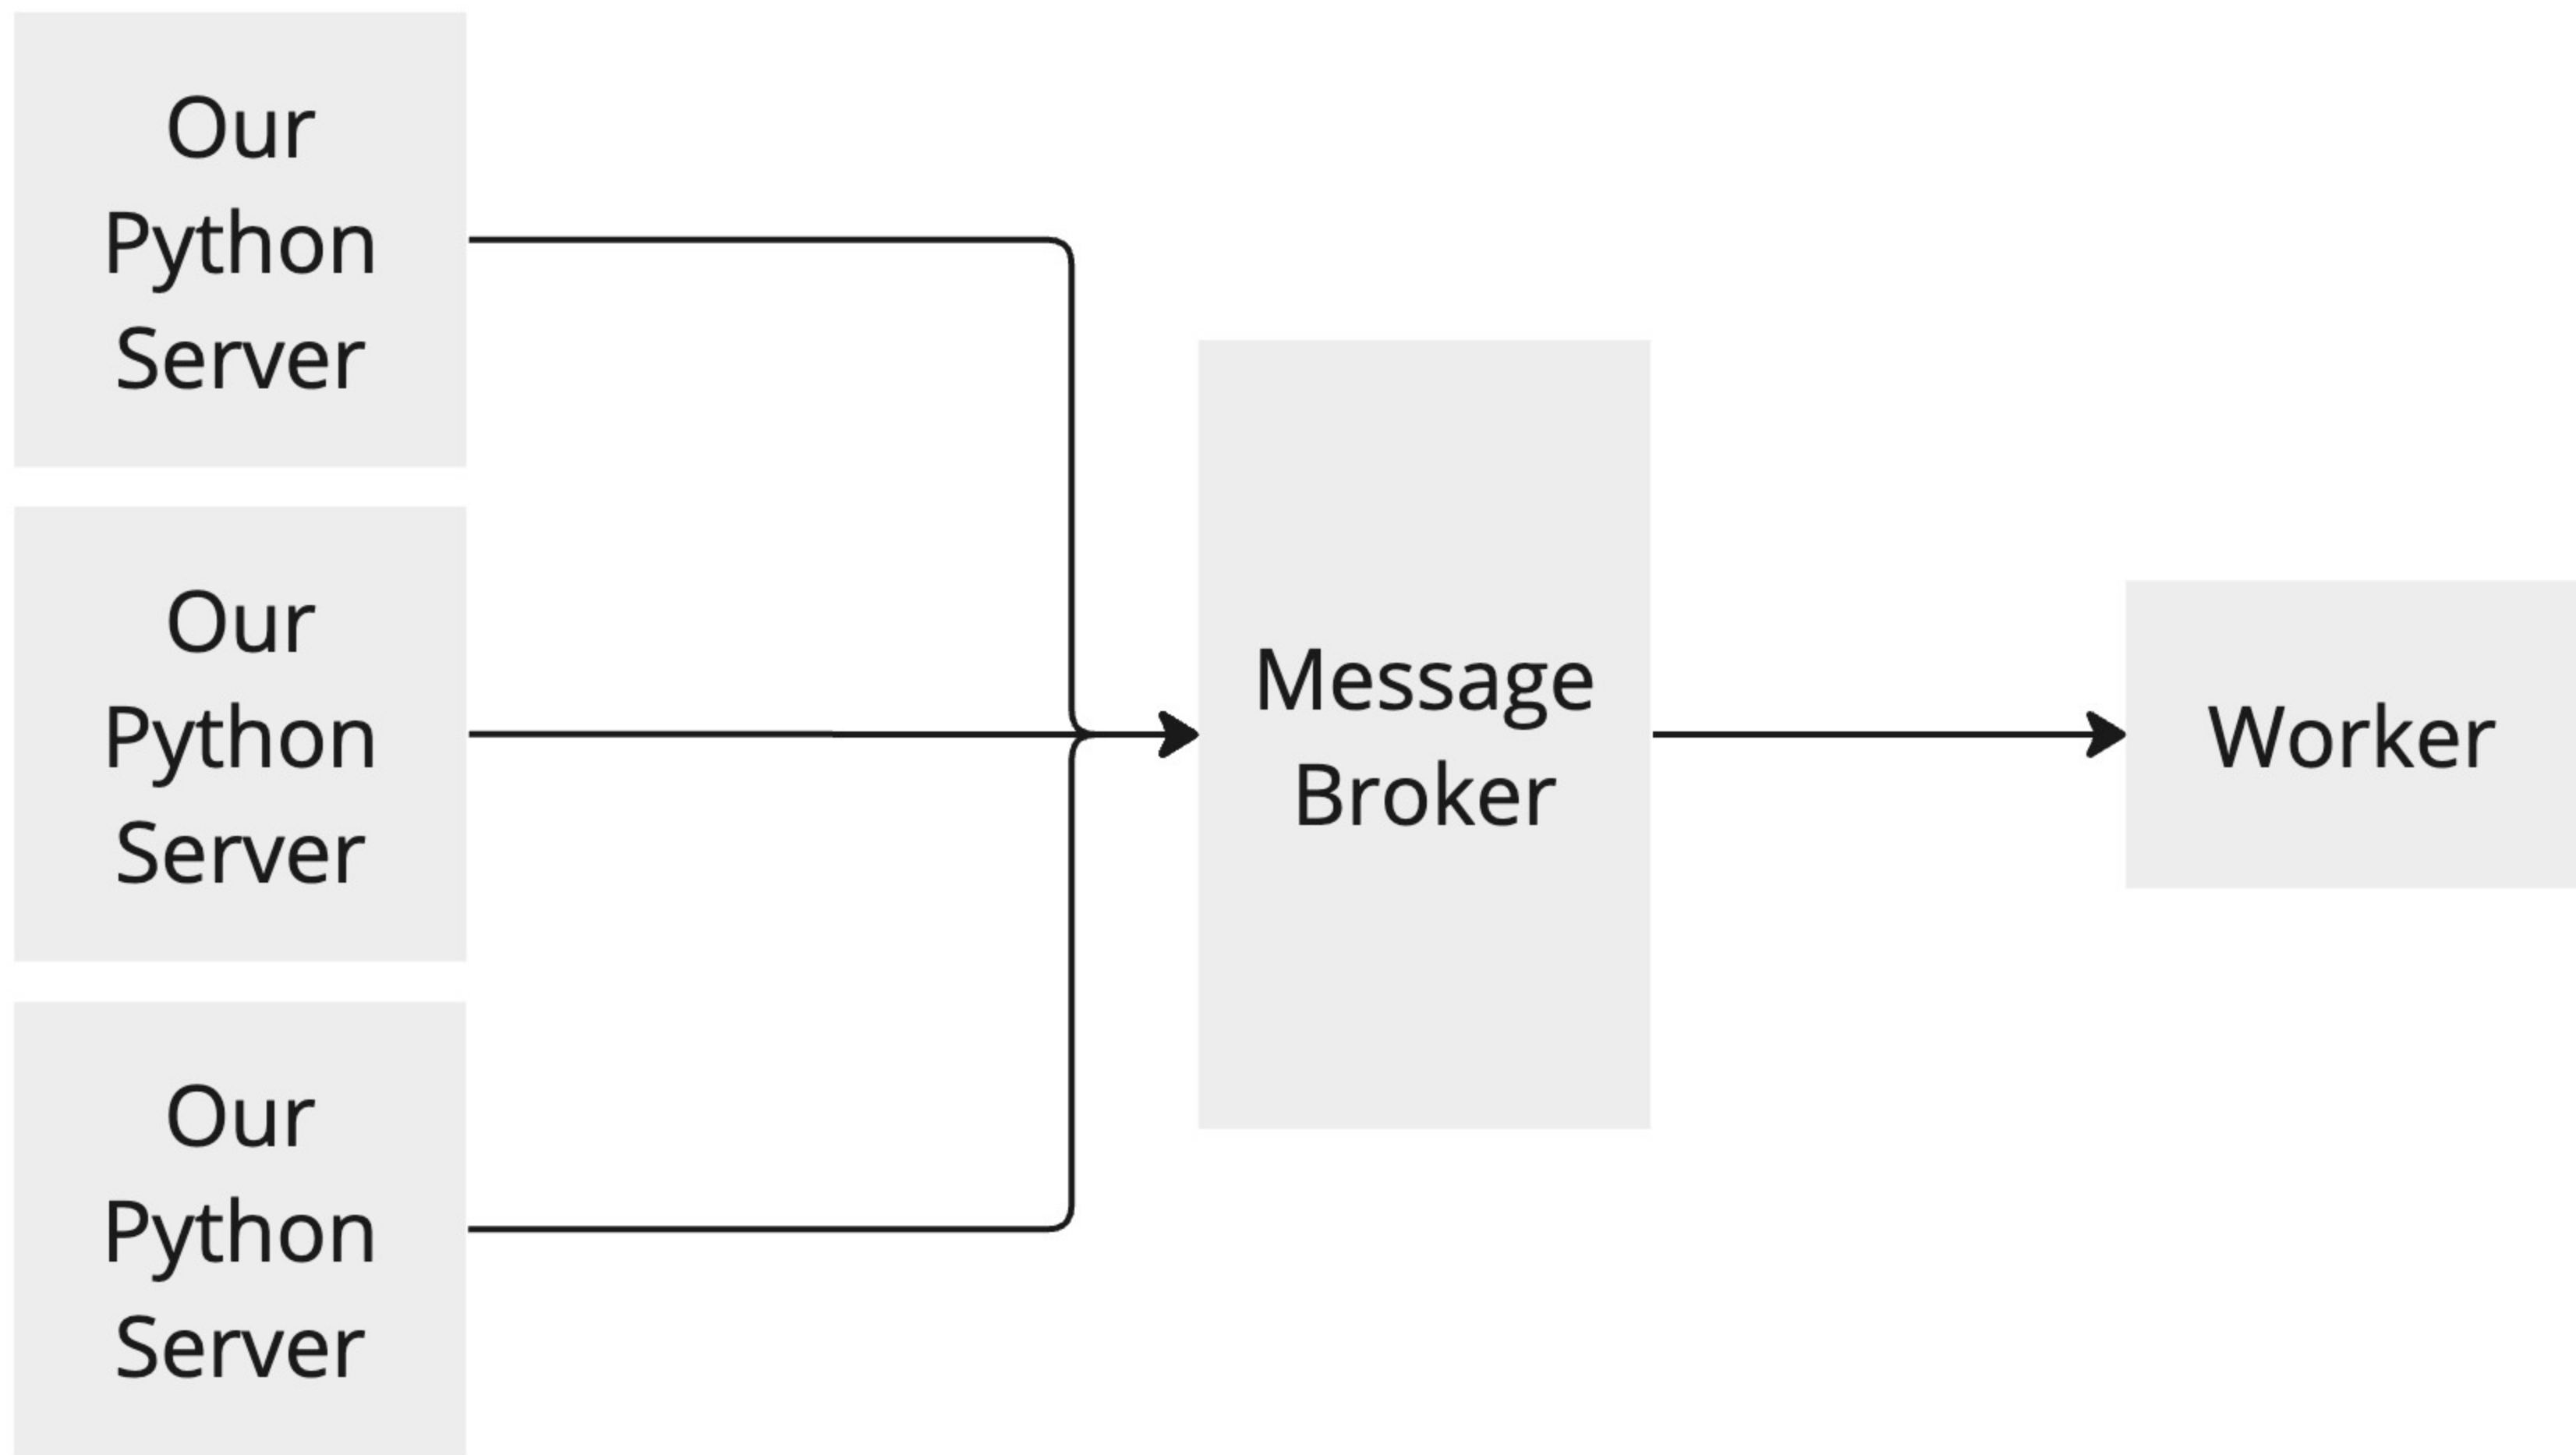 Our
Python
Server
Our
Python
Server
Our
Python
Server
Message
Broker
Worker